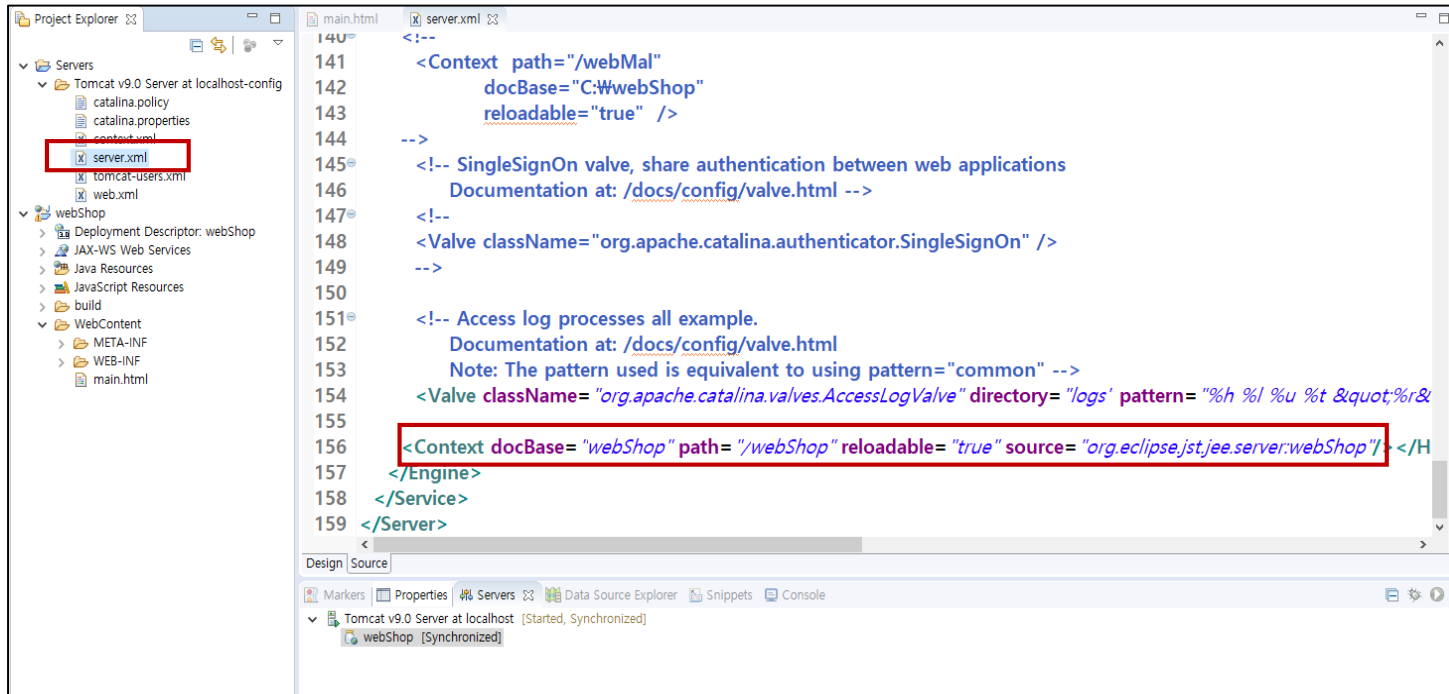 Project Explorer
Servers
Tomcat v9.0 Server at localhost-config
catalina.policy
catalina.properties
context.xml
server.xml
tomcat-users.xml
web.xml
webShop
Deployment Descriptor: webShop
JAX-WS Web Services
Java Resources
JavaScript Resources
build
WebContent
META-INF
WEB-INF
main.html
main.html server.xml
140 <!--
141 <Context path="/webMal"
142 docBase="C:₩webShop"
143 reloadable="true" />
144 -->
145 <!-- SingleSignOn valve, share authentication between web applications
146 Documentation at: /docs/config/valve.html -->
147 <!--
148 <Valve className="org.apache.catalina.authenticator.SingleSignOn" />
149 -->
150
151 <!-- Access log processes all example.
152 Documentation at: /docs/config/valve.html
153 Note: The pattern used is equivalent to using pattern="common" -->
154 <Valve className="org.apache.catalina.valves.AccessLogValve" directory="logs" pattern="%h %l %u %t &quot;%r&
155
156 <Context docBase="webShop" path="/webShop" reloadable="true" source="org.eclipse.jst.jee.server:webShop"/></H
157 </Engine>
158 </Service>
159 </Server>
Design Source
Markers Properties Servers Data Source Explorer Snippets Console
Tomcat v9.0 Server at localhost [Started, Synchronized]
webShop [Synchronized]